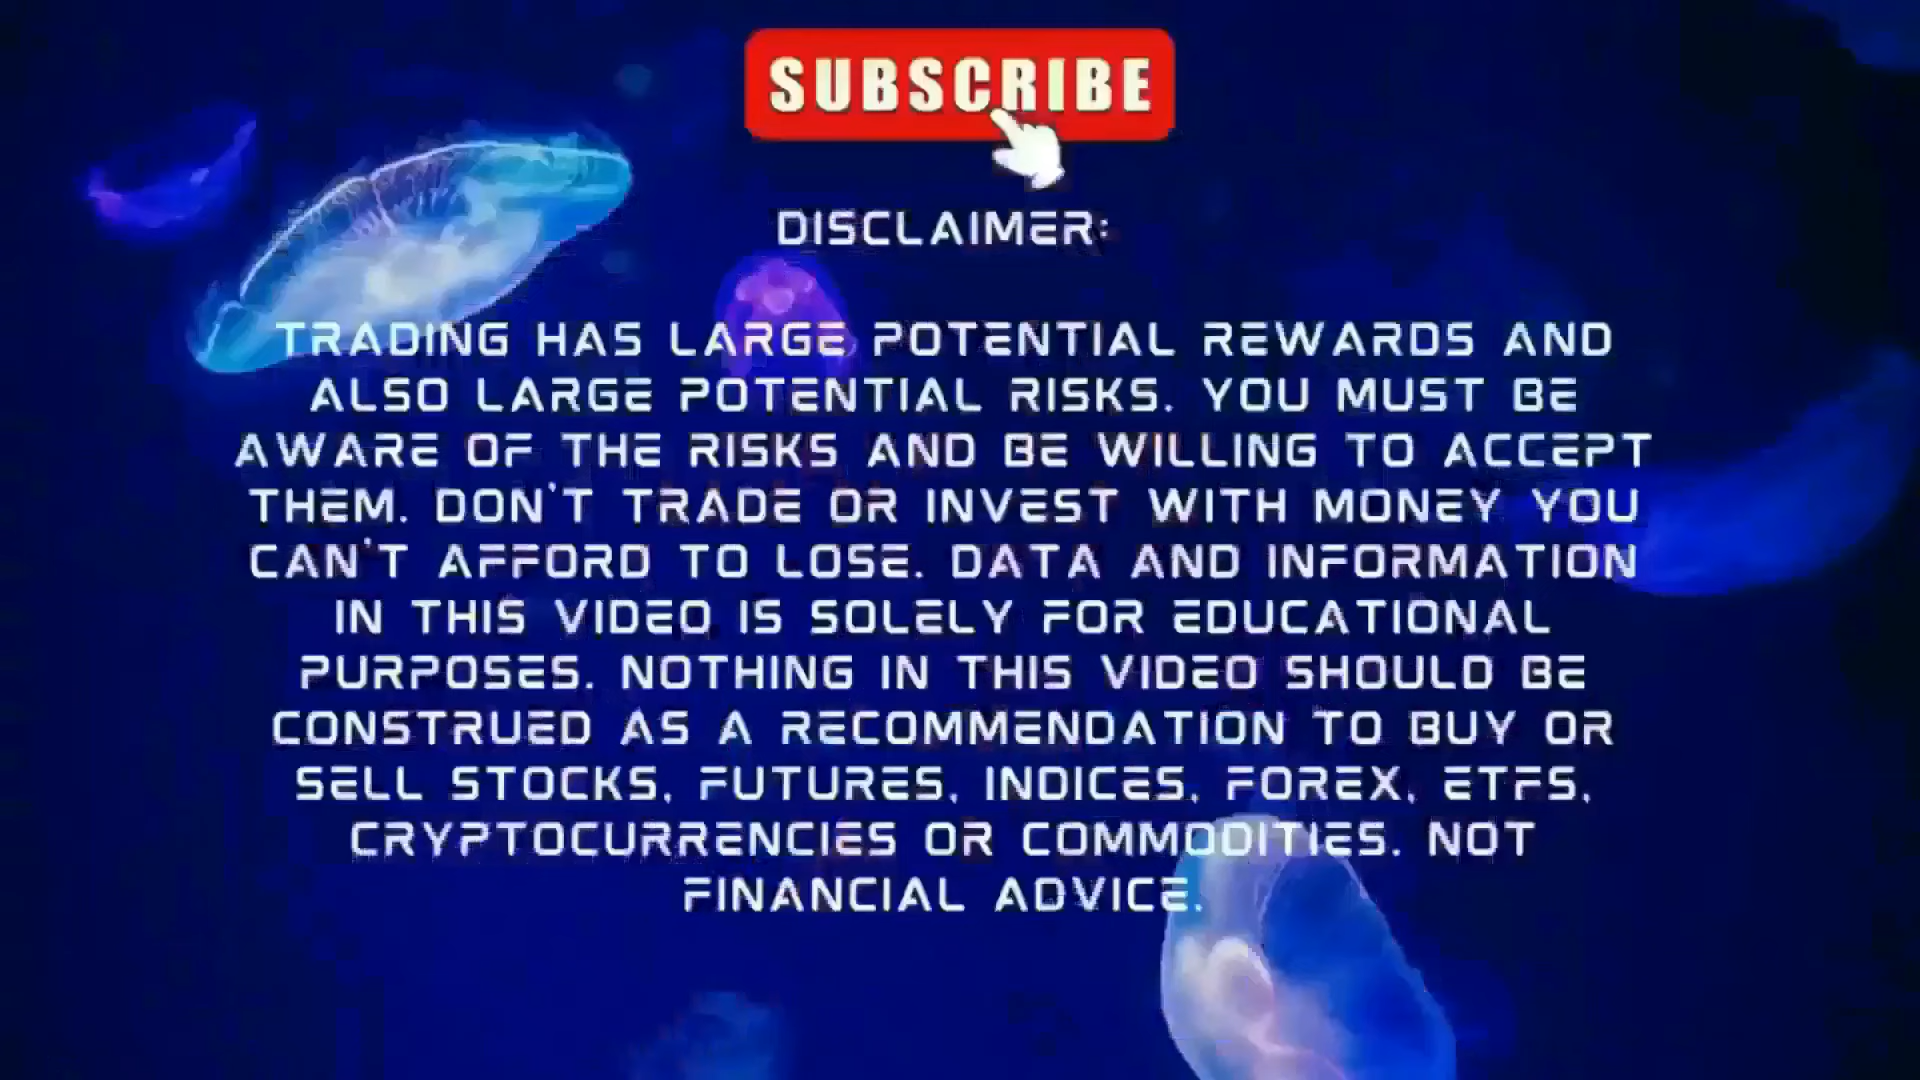 SUBSCRIBE
DISCLAIMER:
TRADING HAS LARGE POTENTIAL REWARDS AND
ALSO LARGE POTENTIAL RISKS. YOU MUST BE
AWARE OF THE RISKS AND BE WILLING TO ACCEPT
THEM. DON'T TRADE OR INVEST WITH MONEY YOU
CAN'T AFFORD TO LOSE. DATA AND INFORMATION
IN THIS VIDEO IS SOLELY FOR EDUCATIONAL
PURPOSES. NOTHING IN THIS VIDEO SHOULD BE
CONSTRUED AS A RECOMMENDATION TO BUY OR
SELL STOCKS, FUTURES, INDICES, FOREX, ETFS,
CRYPTOCURRENCIES OR COMMODITIES. NOT
FINANCIAL ADVICE.